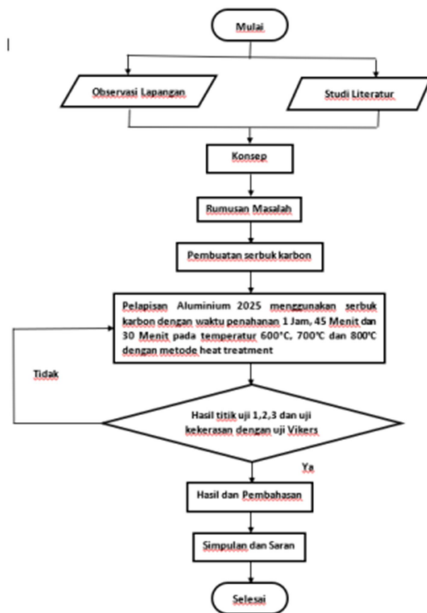 Mulai
Observasi Lapangan
Studi Literatur
Konsep
Rumusan Masalah
Pembuatan serbuk karbon
Pelapisan Aluminium 2025 menggunakan serbuk
karbon dengan waktu penahanan 1 Jam, 45 Menit dan
30 Menit pada temperatur 600°C, 700°C dan 800°C
dengan metode heat treatment
Tidak
Hasil titik uji 1,2,3 dan uji
kekerasan dengan uji Vikers
Ya
Hasil dan Pembahasan
Simpulan dan Saran
Selesai